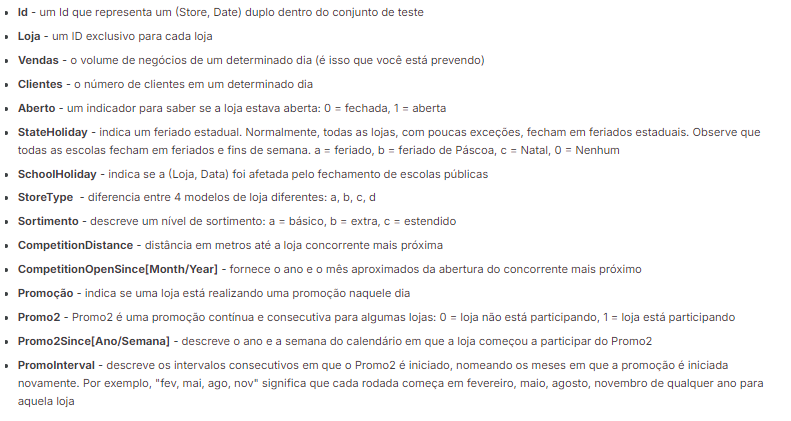 • Id - um Id que representa um (Store, Date) duplo dentro do conjunto de teste
• Loja - um ID exclusivo para cada loja
• Vendas - o volume de negócios de um determinado dia (é isso que você está prevendo)
• Clientes - o número de clientes em um determinado dia
• Aberto - um indicador para saber se a loja estava aberta: 0 = fechada, 1 = aberta
• StateHoliday - indica um feriado estadual. Normalmente, todas as lojas, com poucas exceções, fecham em feriados estaduais. Observe que
todas as escolas fecham em feriados e fins de semana. a = feriado, b = feriado de Páscoa, c = Natal, 0 = Nenhum
• SchoolHoliday - indica se a (Loja, Data) foi afetada pelo fechamento de escolas públicas
• StoreType - diferencia entre 4 modelos de loja diferentes: a, b, c, d
• Sortimento - descreve um nível de sortimento: a = básico, b = extra, c = estendido
• CompetitionDistance - distância em metros até a loja concorrente mais próxima
• CompetitionOpenSince[Month/Year] - fornece o ano e o mês aproximados da abertura do concorrente mais próximo
• Promoção - indica se uma loja está realizando uma promoção naquele dia
• Promo2 - Promo2 é uma promoção contínua e consecutiva para algumas lojas: 0 = loja não está participando, 1 = loja está participando
• Promo2Since[Ano/Semana] - descreve o ano e a semana do calendário em que a loja começou a participar do Promo2
• PromoInterval - descreve os intervalos consecutivos em que o Promo2 é iniciado, nomeando os meses em que a promoção é iniciada
novamente. Por exemplo, "fev, mai, ago, nov" significa que cada rodada começa em fevereiro, maio, agosto, novembro de qualquer ano para
aquela loja